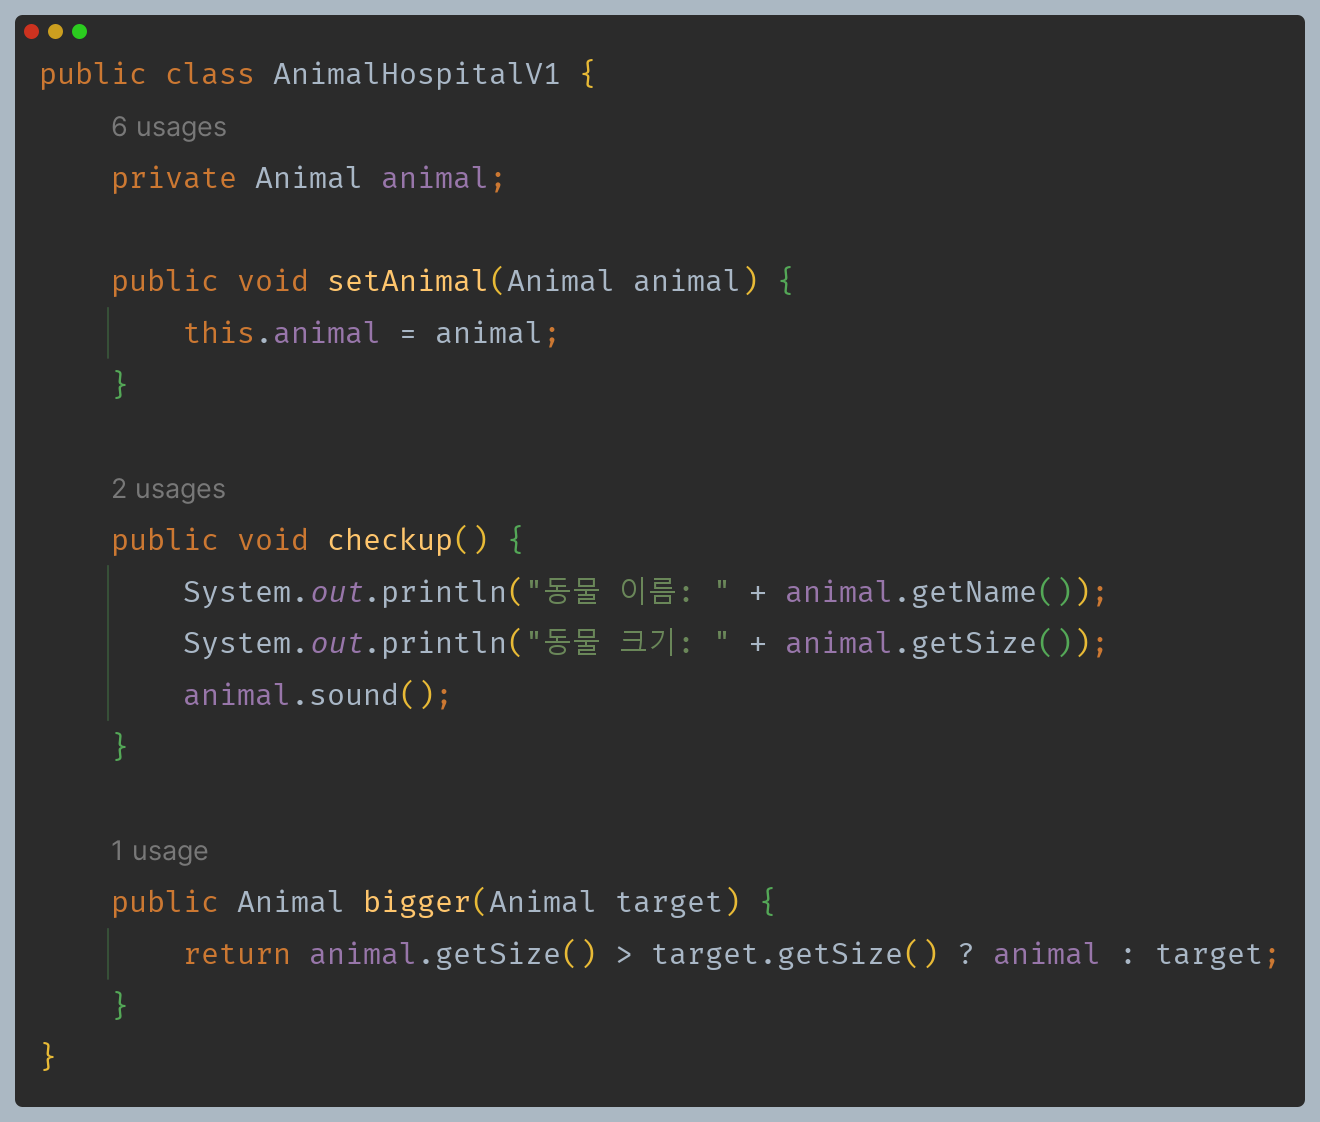 public class AnimalHospitalV1 {
6 usages
private Animal animal;
public void setAnimal(Animal animal) {
this.animal = animal;
}
2 usages
public void checkup() {
System.out.println("동물 이름: " + animal.getName());
System.out.println("동물 크기: " + animal.getSize());
animal.sound();
}
1 usage
public Animal bigger(Animal target) {
return animal.getSize() > target.getSize() ? animal : target;
}
}